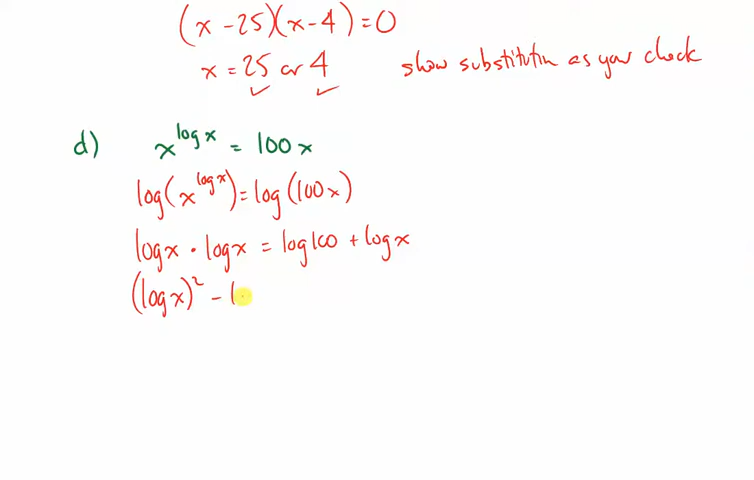 (x - 25)(x - 4) = 0
x = 25 or 4 show substitution as your check
✓ ✓
d) x^{log x} = 100x
log(x^{log x}) = log(100x)
log x · log x = log 100 + log x
(log x)² - l